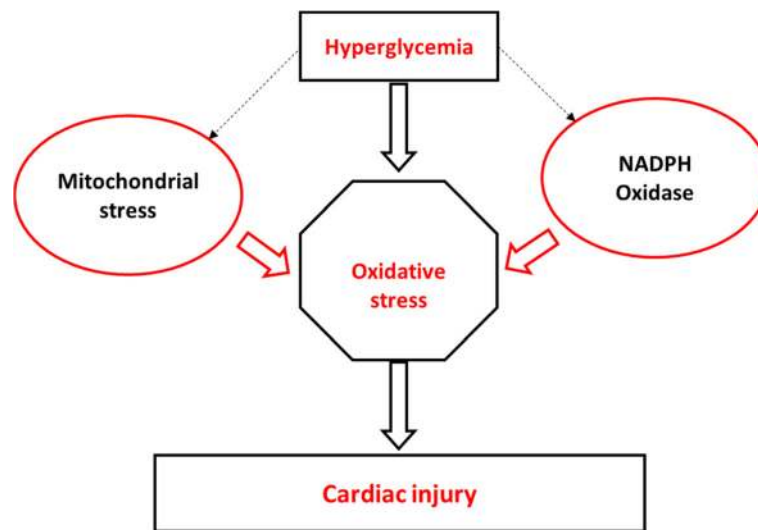 Hyperglycemia
Mitochondrial
stress
NADPH
Oxidase
Oxidative
stress
Cardiac injury